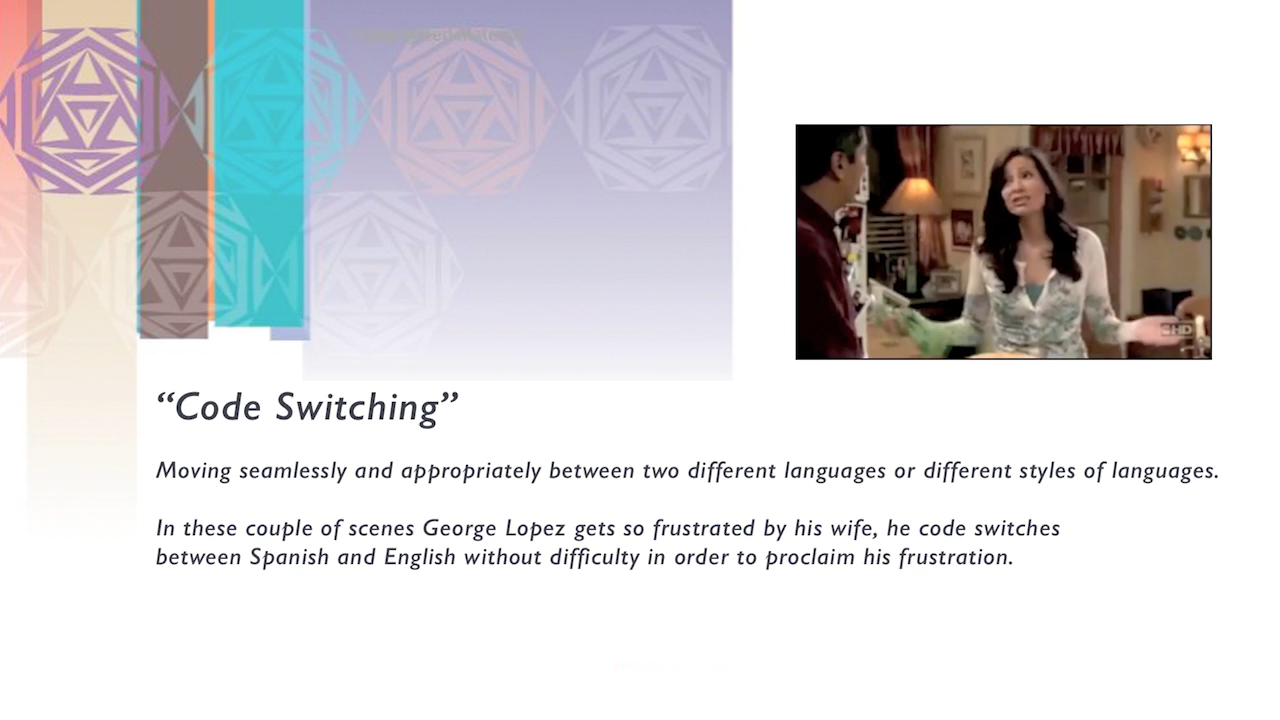 “Code Switching”
Moving seamlessly and appropriately between two different languages or different styles of languages.
In these couple of scenes George Lopez gets so frustrated by his wife, he code switches
between Spanish and English without difficulty in order to proclaim his frustration.
HD